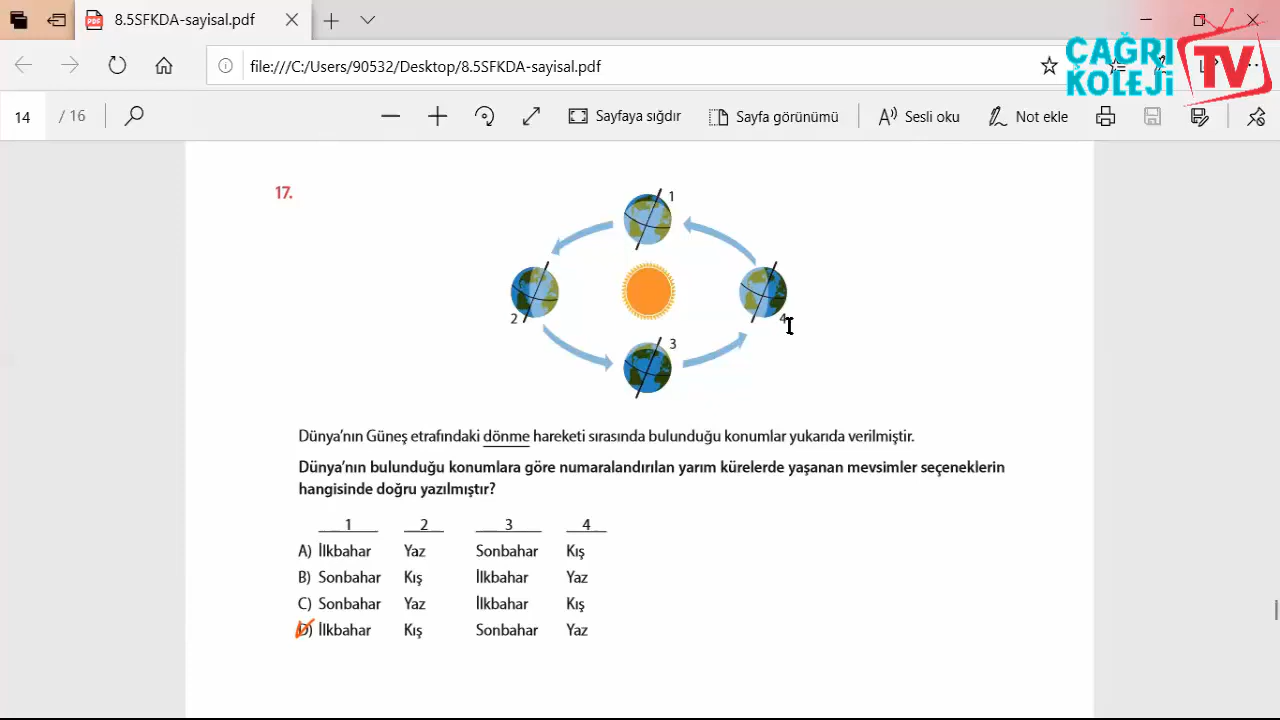 8.5SFKDA-sayisal.pdf
PDF
ÇAĞRI
KOLEJİ
TV
file:///C:/Users/90532/Desktop/8.5SFKDA-sayisal.pdf
14 / 16
Sayfaya sığdır
Sayfa görünümü
Sesli oku
Not ekle
17.
1
2
3
4
Dünya'nın Güneş etrafındaki dönme hareketi sırasında bulunduğu konumlar yukarıda verilmiştir.
Dünya'nın bulunduğu konumlara göre numaralandırılan yarım kürelerde yaşanan mevsimler seçeneklerin
hangisinde doğru yazılmıştır?
1 2 3 4
A) İlkbahar Yaz Sonbahar Kış
B) Sonbahar Kış İlkbahar Yaz
C) Sonbahar Yaz İlkbahar Kış
D) İlkbahar Kış Sonbahar Yaz